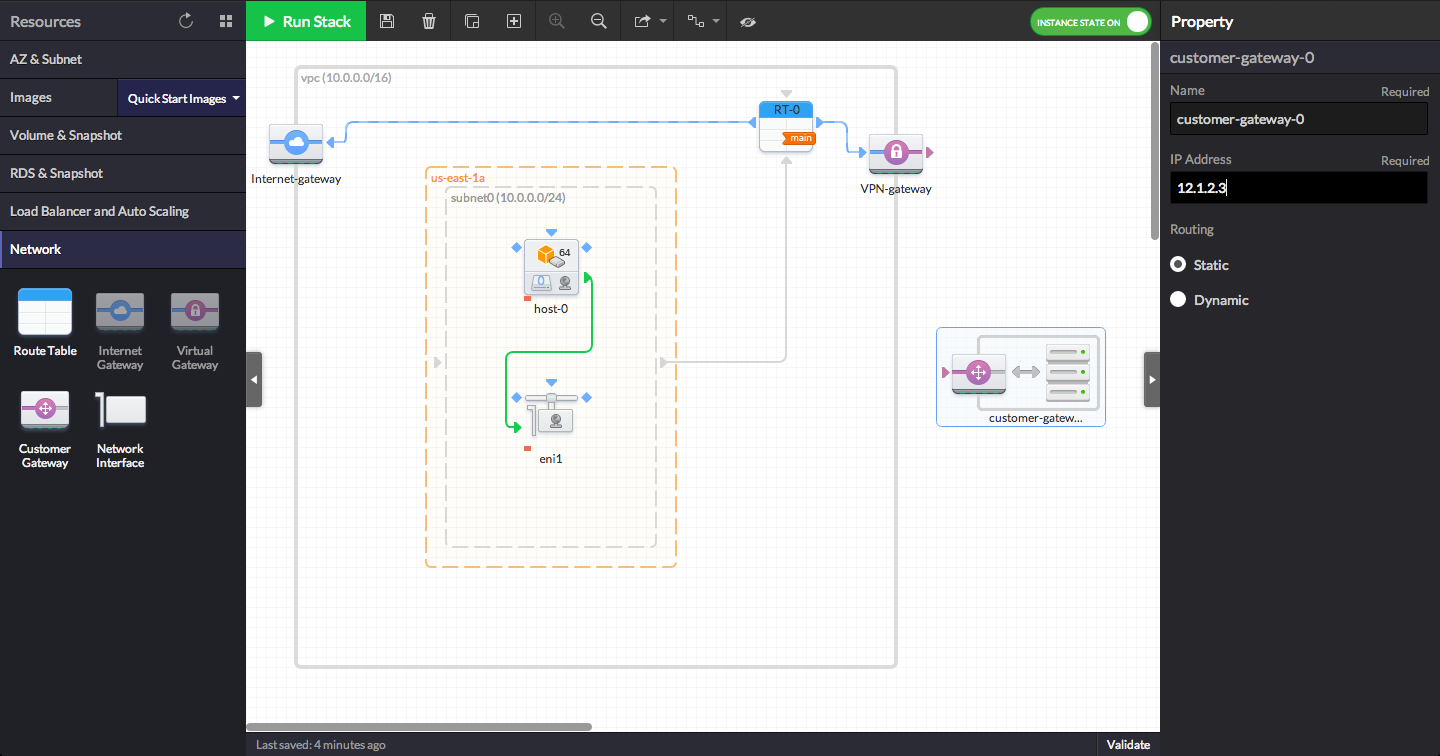 Resources
Run Stack
INSTANCE STATE ON
Property
AZ & Subnet
Images
Quick Start Images
Volume & Snapshot
RDS & Snapshot
Load Balancer and Auto Scaling
Network
Route Table
Internet
Gateway
Virtual
Gateway
Customer
Gateway
Network
Interface
vpc (10.0.0.0/16)
Internet-gateway
RT-0
main
VPN-gateway
us-east-1a
subnet0 (10.0.0.0/24)
64
0
host-0
eni1
customer-gatew...
customer-gateway-0
Name
Required
customer-gateway-0
IP Address
Required
12.1.2.3
Routing
Static
Dynamic
Last saved: 4 minutes ago
Validate